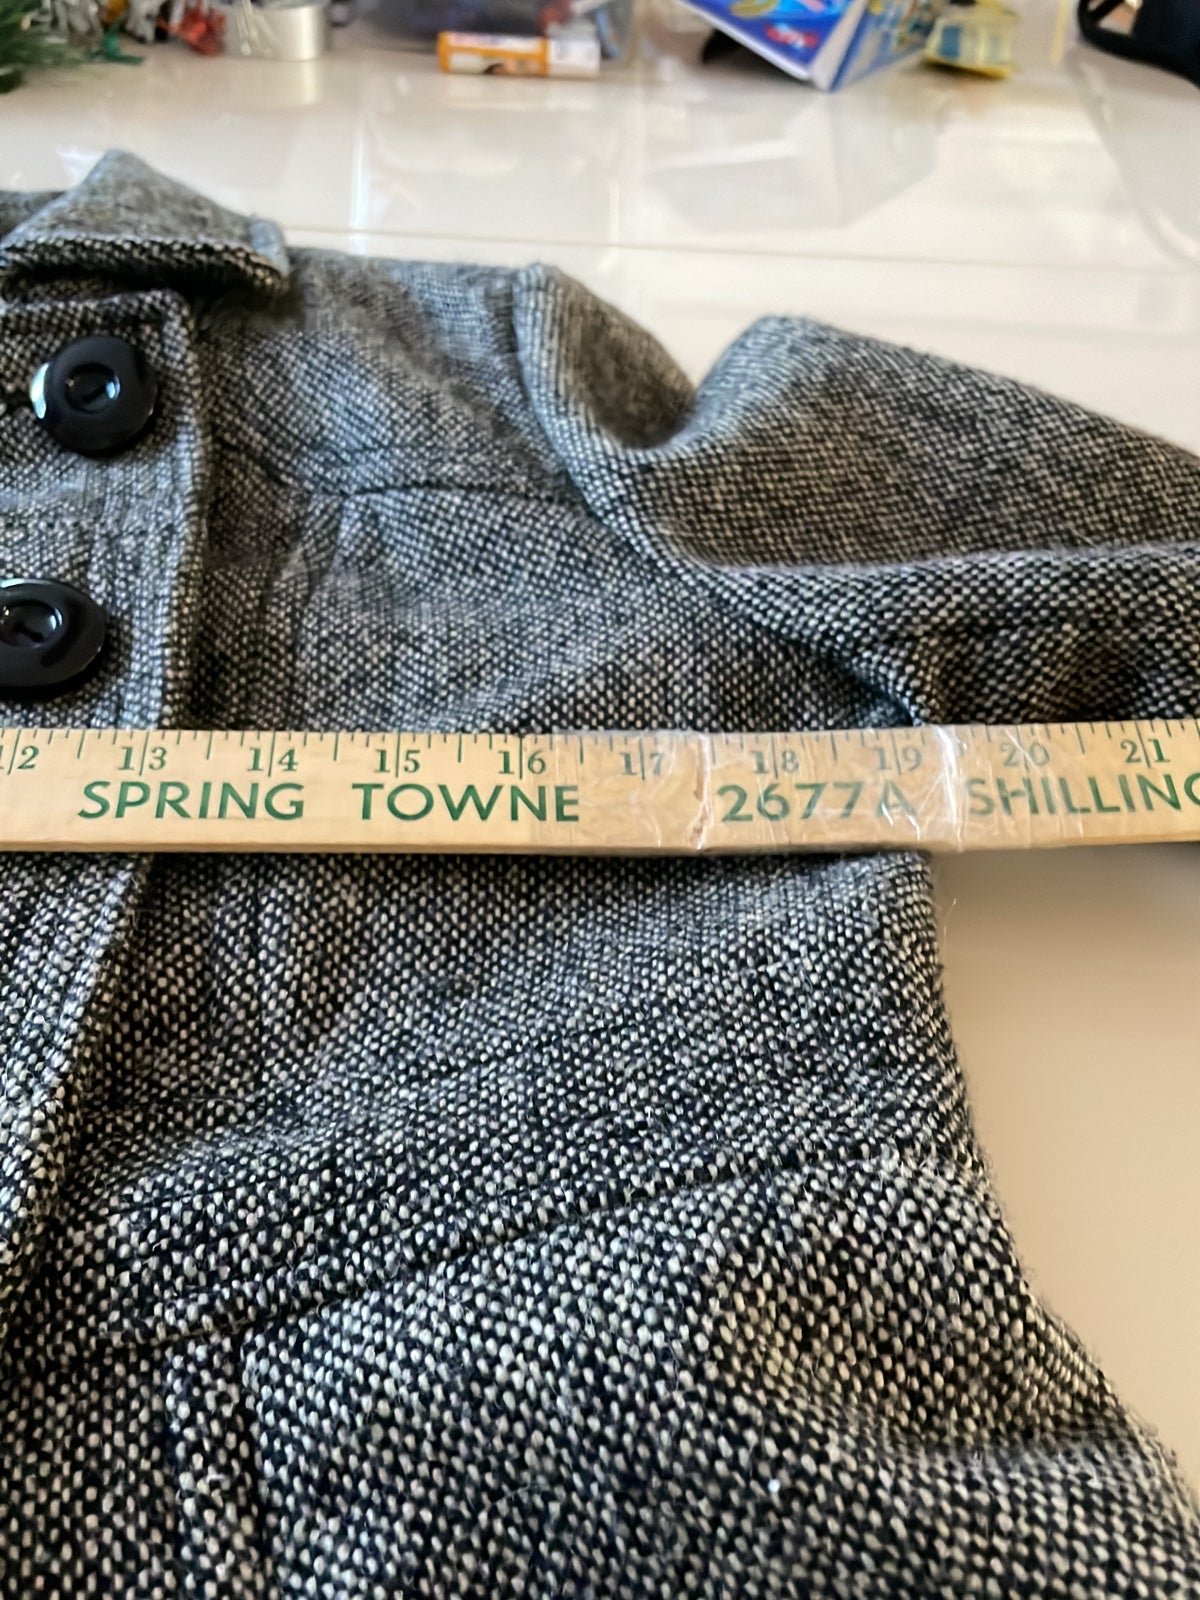 12 13 14 15 16 17 18 19 20 21
SPRING TOWNE 2677A SHILLING